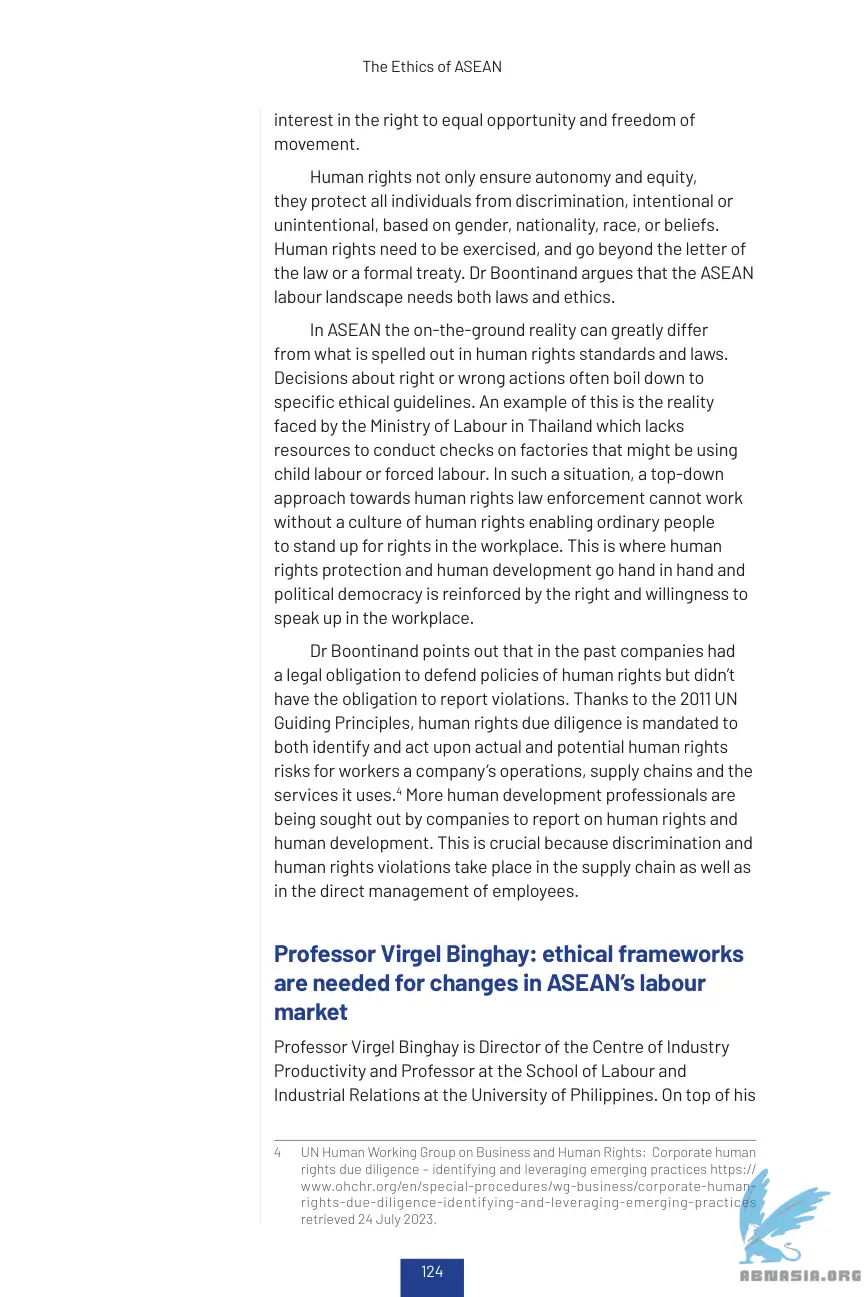 The Ethics of ASEAN
interest in the right to equal opportunity and freedom of
movement.
Human rights not only ensure autonomy and equity,
they protect all individuals from discrimination, intentional or
unintentional, based on gender, nationality, race, or beliefs.
Human rights need to be exercised, and go beyond the letter of
the law or a formal treaty. Dr Boontinand argues that the ASEAN
labour landscape needs both laws and ethics.
In ASEAN the on-the-ground reality can greatly differ
from what is spelled out in human rights standards and laws.
Decisions about right or wrong actions often boil down to
specific ethical guidelines. An example of this is the reality
faced by the Ministry of Labour in Thailand which lacks
resources to conduct checks on factories that might be using
child labour or forced labour. In such a situation, a top-down
approach towards human rights law enforcement cannot work
without a culture of human rights enabling ordinary people
to stand up for rights in the workplace. This is where human
rights protection and human development go hand in hand and
political democracy is reinforced by the right and willingness to
speak up in the workplace.
Dr Boontinand points out that in the past companies had
a legal obligation to defend policies of human rights but didn't
have the obligation to report violations. Thanks to the 2011 UN
Guiding Principles, human rights due diligence is mandated to
both identify and act upon actual and potential human rights
risks for workers a company's operations, supply chains and the
services it uses.⁴ More human development professionals are
being sought out by companies to report on human rights and
human development. This is crucial because discrimination and
human rights violations take place in the supply chain as well as
in the direct management of employees.
Professor Virgel Binghay: ethical frameworks
are needed for changes in ASEAN's labour
market
Professor Virgel Binghay is Director of the Centre of Industry
Productivity and Professor at the School of Labour and
Industrial Relations at the University of Philippines. On top of his
4 UN Human Working Group on Business and Human Rights: Corporate human
rights due diligence – identifying and leveraging emerging practices https://
www.ohchr.org/en/special-procedures/wg-business/corporate-human-
rights-due-diligence-identifying-and-leveraging-emerging-practices
retrieved 24 July 2023.
124
ABNASIA.ORG